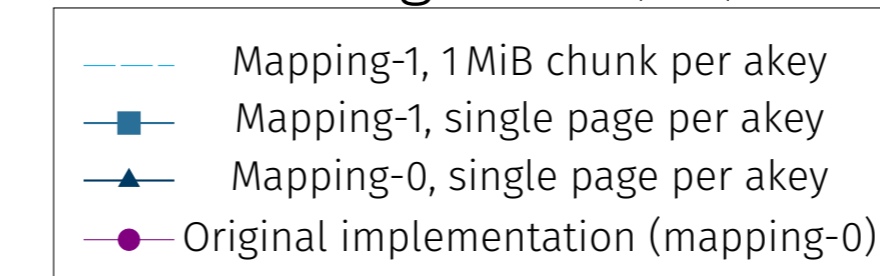 Mapping-1, 1 MiB chunk per akey
Mapping-1, single page per akey
Mapping-0, single page per akey
Original implementation (mapping-0)